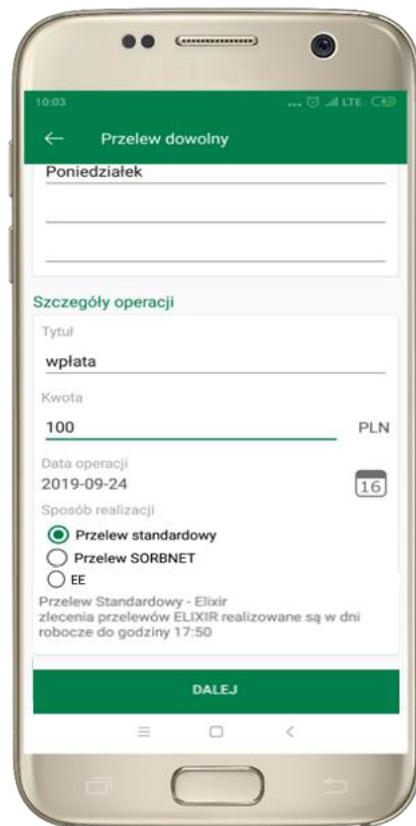 10:03
... LTE
Przelew dowolny
Poniedziałek
Szczegóły operacji
Tytuł
wpłata
Kwota
100 PLN
Data operacji
2019-09-24
16
Sposób realizacji
Przelew standardowy
Przelew SORBNET
EE
Przelew Standardowy - Elixir
zlecenia przelewów ELIXIR realizowane są w dni
robocze do godziny 17:50
DALEJ